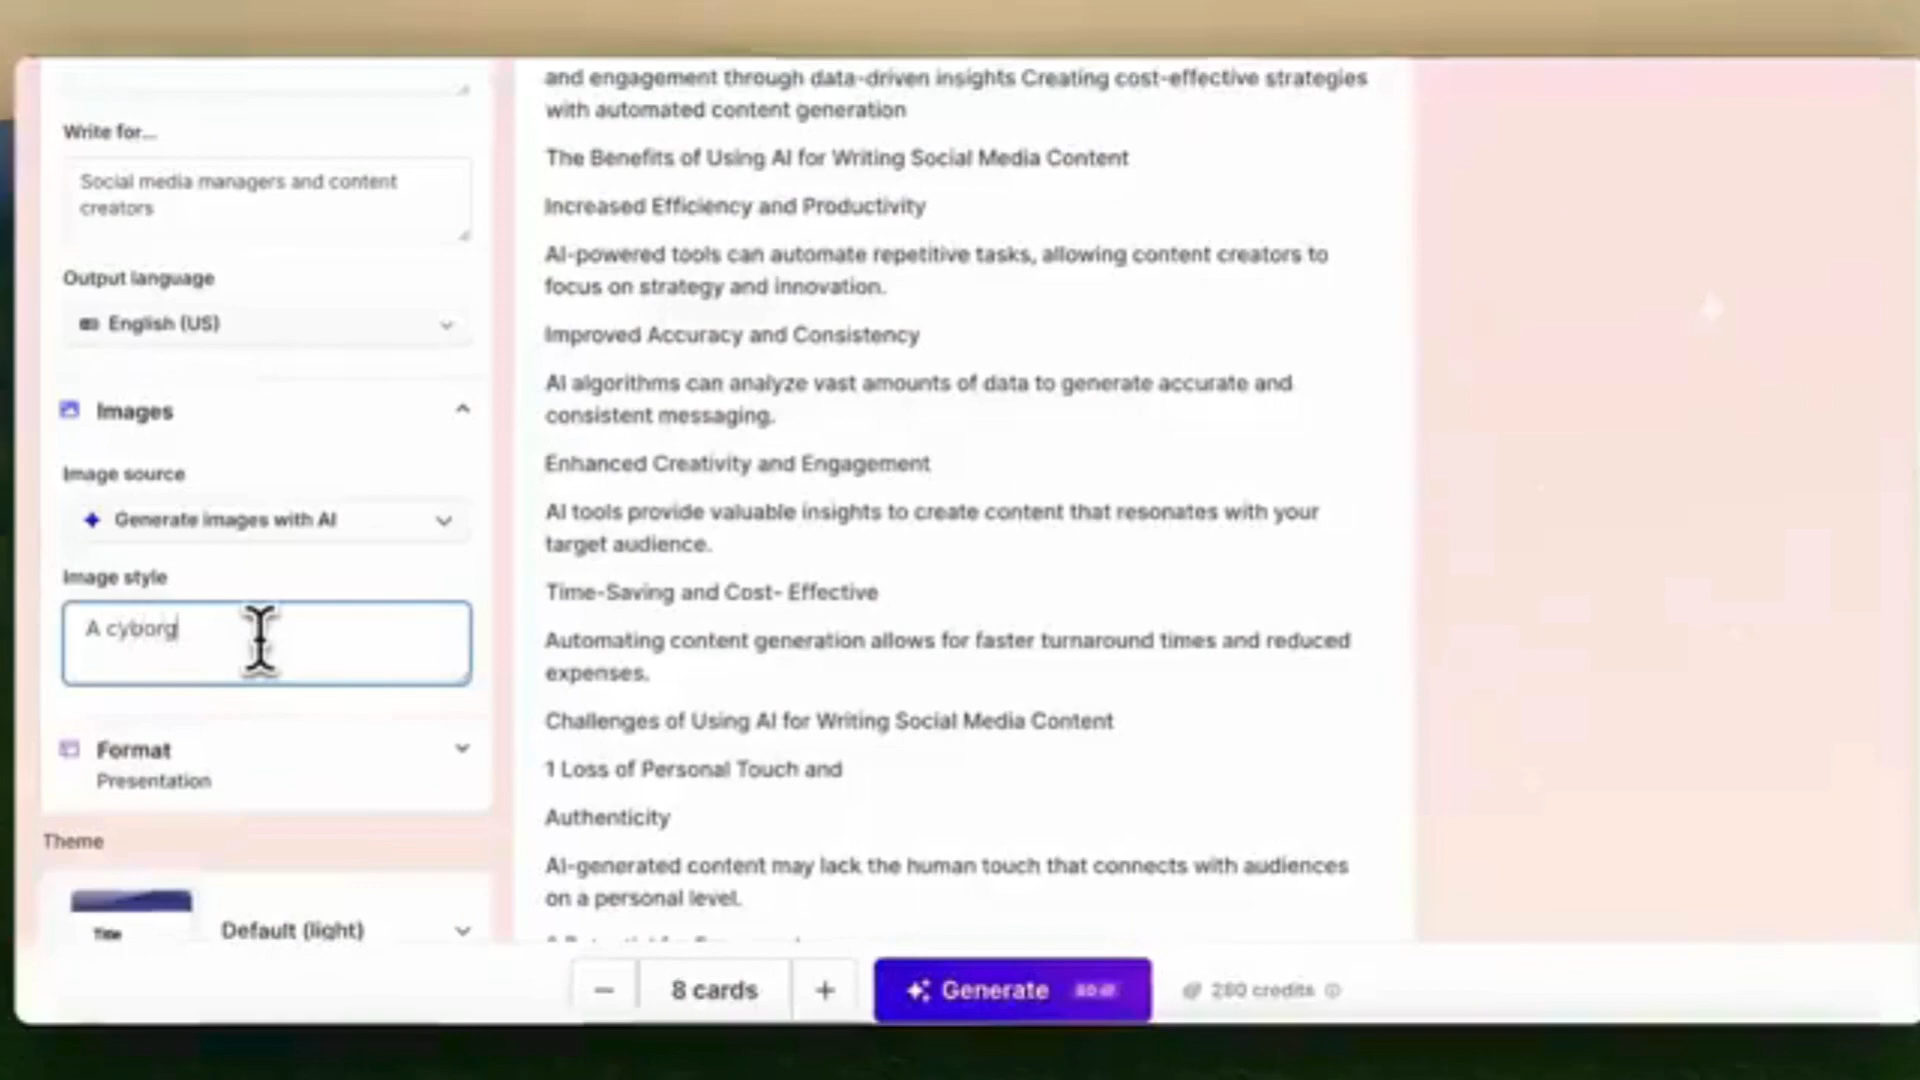 Write for...
Social media managers and content
creators
Output language
English (US)
Images
Image source
Generate images with AI
Image style
A cyborg
Format
Presentation
Theme
Title
Default (light)
and engagement through data-driven insights Creating cost-effective strategies
with automated content generation
The Benefits of Using AI for Writing Social Media Content
Increased Efficiency and Productivity
AI-powered tools can automate repetitive tasks, allowing content creators to
focus on strategy and innovation.
Improved Accuracy and Consistency
AI algorithms can analyze vast amounts of data to generate accurate and
consistent messaging.
Enhanced Creativity and Engagement
AI tools provide valuable insights to create content that resonates with your
target audience.
Time-Saving and Cost- Effective
Automating content generation allows for faster turnaround times and reduced
expenses.
Challenges of Using AI for Writing Social Media Content
1 Loss of Personal Touch and
Authenticity
AI-generated content may lack the human touch that connects with audiences
on a personal level.
8 cards
Generate
280 credits